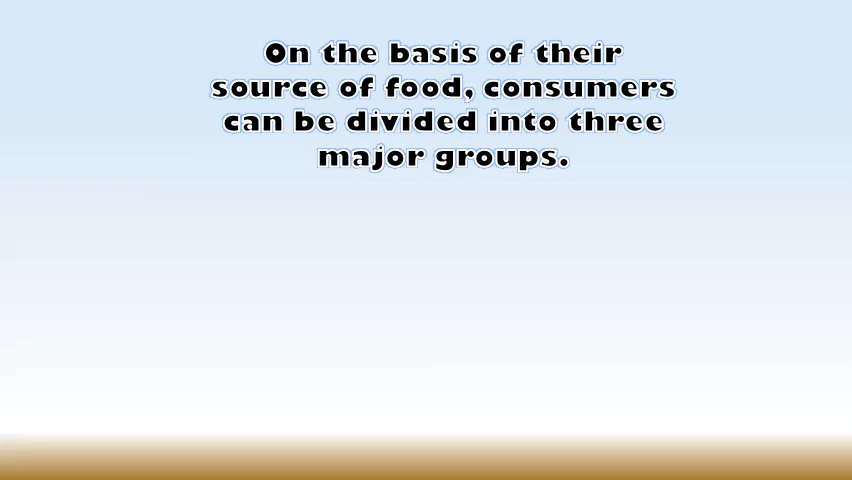 On the basis of their
source of food, consumers
can be divided into three
major groups.